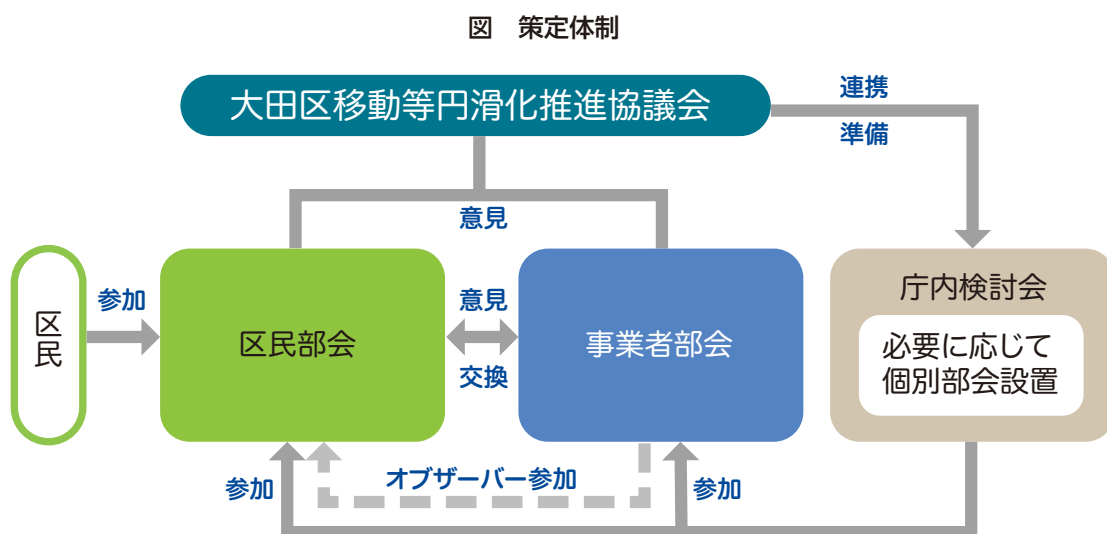 図　策定体制
大田区移動等円滑化推進協議会
連携
準備
意見
区民
参加
区民部会
意見
交換
事業者部会
庁内検討会
必要に応じて
個別部会設置
オブザーバー参加
参加
参加